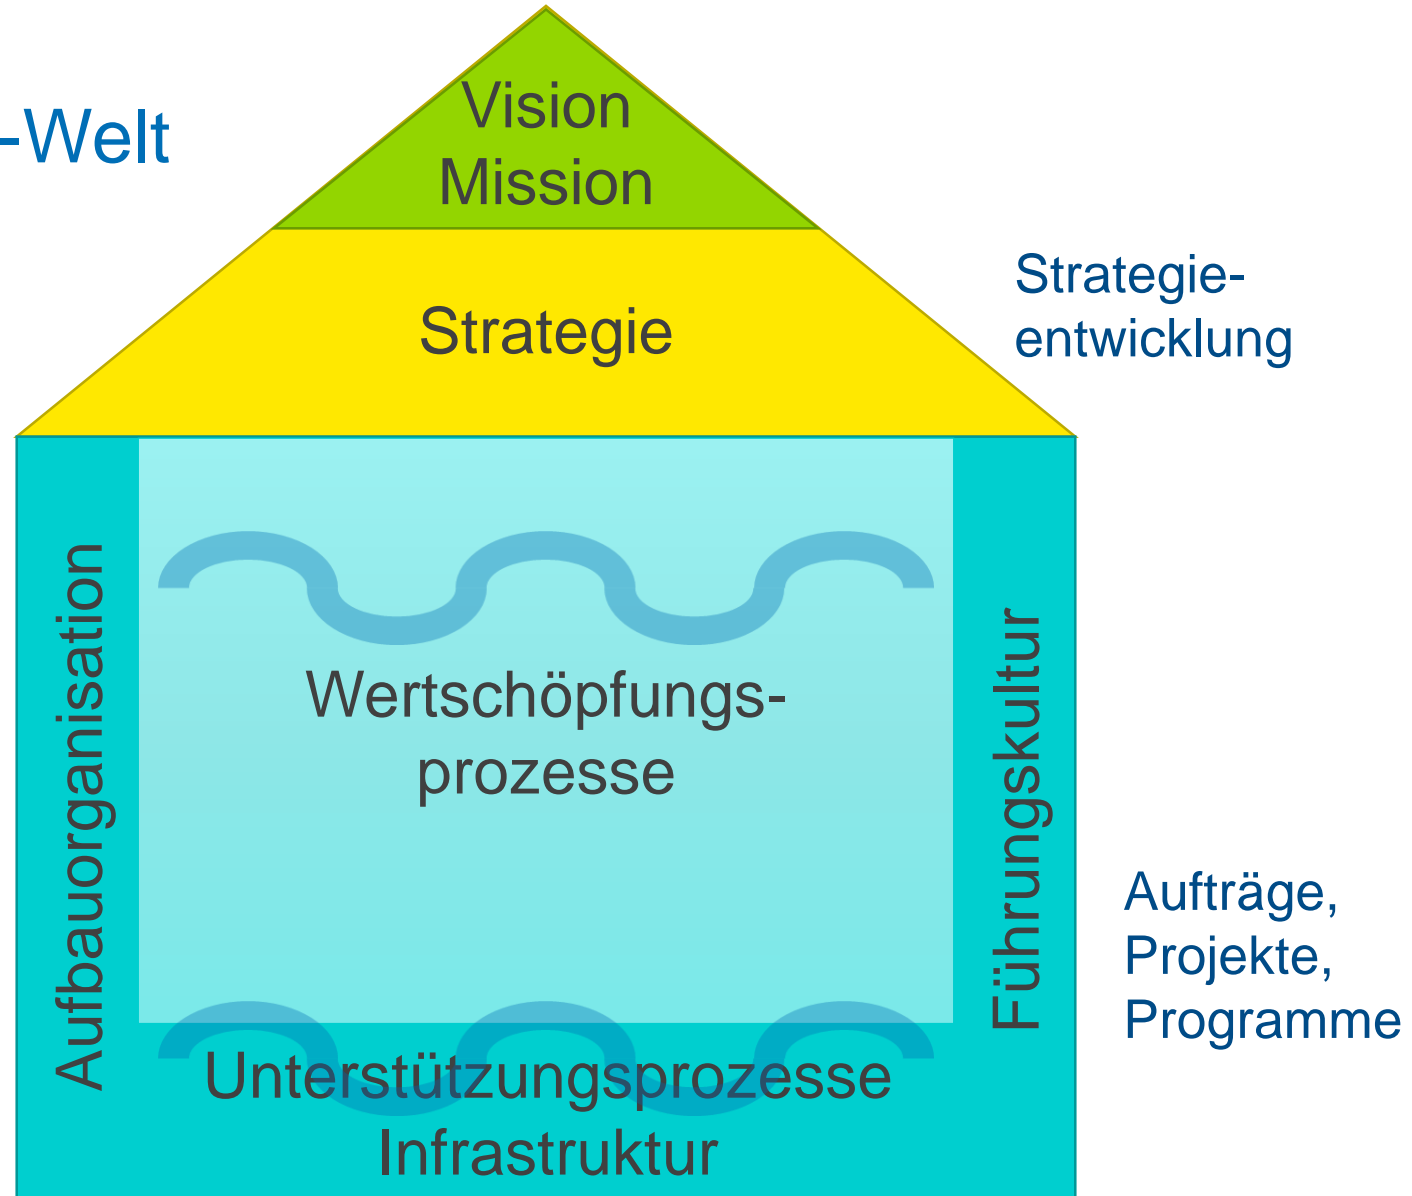 -Welt
Vision
Mission
Strategie
Strategie-
entwicklung
Aufbauorganisation
Wertschöpfungs-
prozesse
Führungskultur
Aufträge,
Projekte,
Programme
Unterstützungsprozesse
Infrastruktur